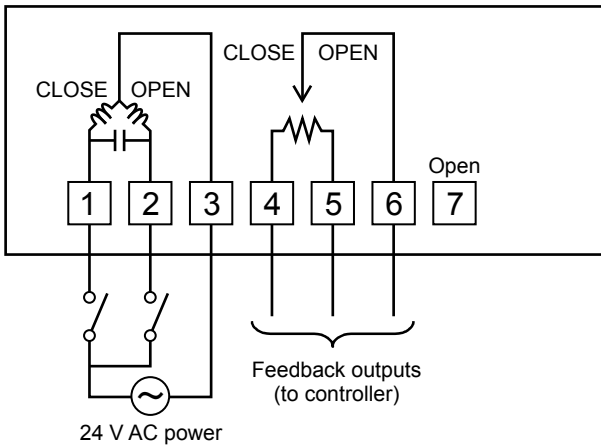 CLOSE OPEN
CLOSE OPEN
Open
1 2 3 4 5 6 7
Feedback outputs
(to controller)
24 V AC power